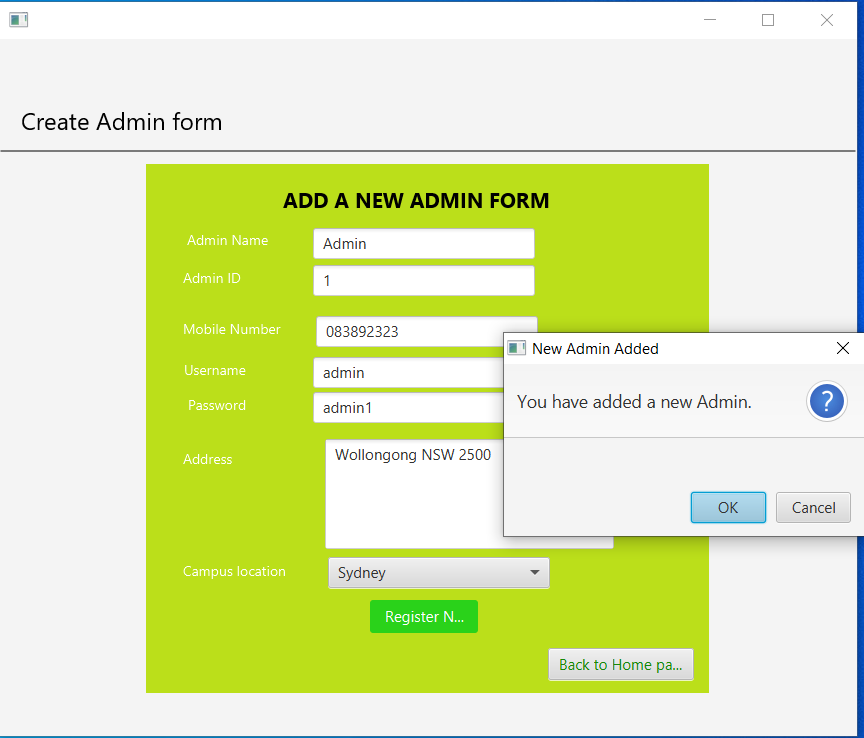 Create Admin form
ADD A NEW ADMIN FORM
Admin Name
Admin
Admin ID
1
Mobile Number
083892323
Username
admin
Password
admin1
Address
Wollongong NSW 2500
Campus location
Sydney
Register N...
Back to Home pa...
New Admin Added
You have added a new Admin.
?
OK
Cancel